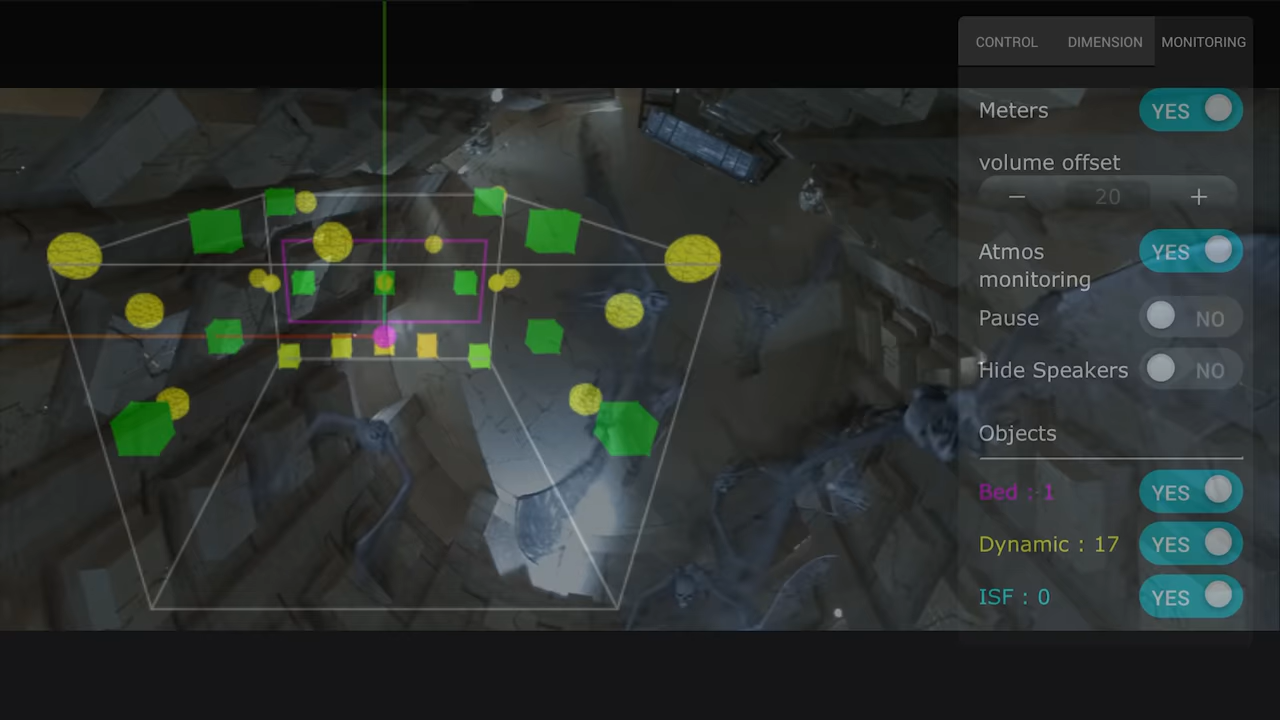 CONTROL DIMENSION MONITORING
Meters YES
volume offset
− 20 +
Atmos monitoring YES
Pause NO
Hide Speakers NO
Objects
Bed : 1 YES
Dynamic : 17 YES
ISF : 0 YES